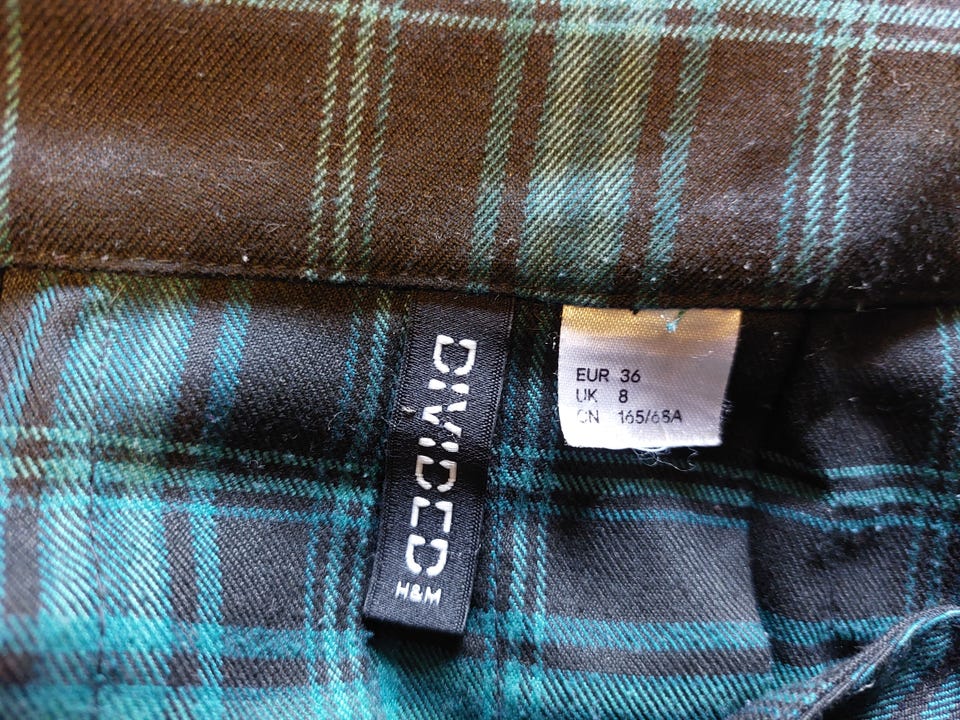 DIVIDED
H&M
EUR 36
UK 8
CN 165/68A